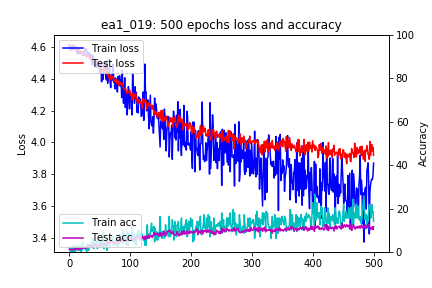 ea1_019: 500 epochs loss and accuracy
Train loss
Test loss
Train acc
Test acc
Loss
4.6
4.4
4.2
4.0
3.8
3.6
3.4
Accuracy
100
80
60
40
20
0
0 100 200 300 400 500